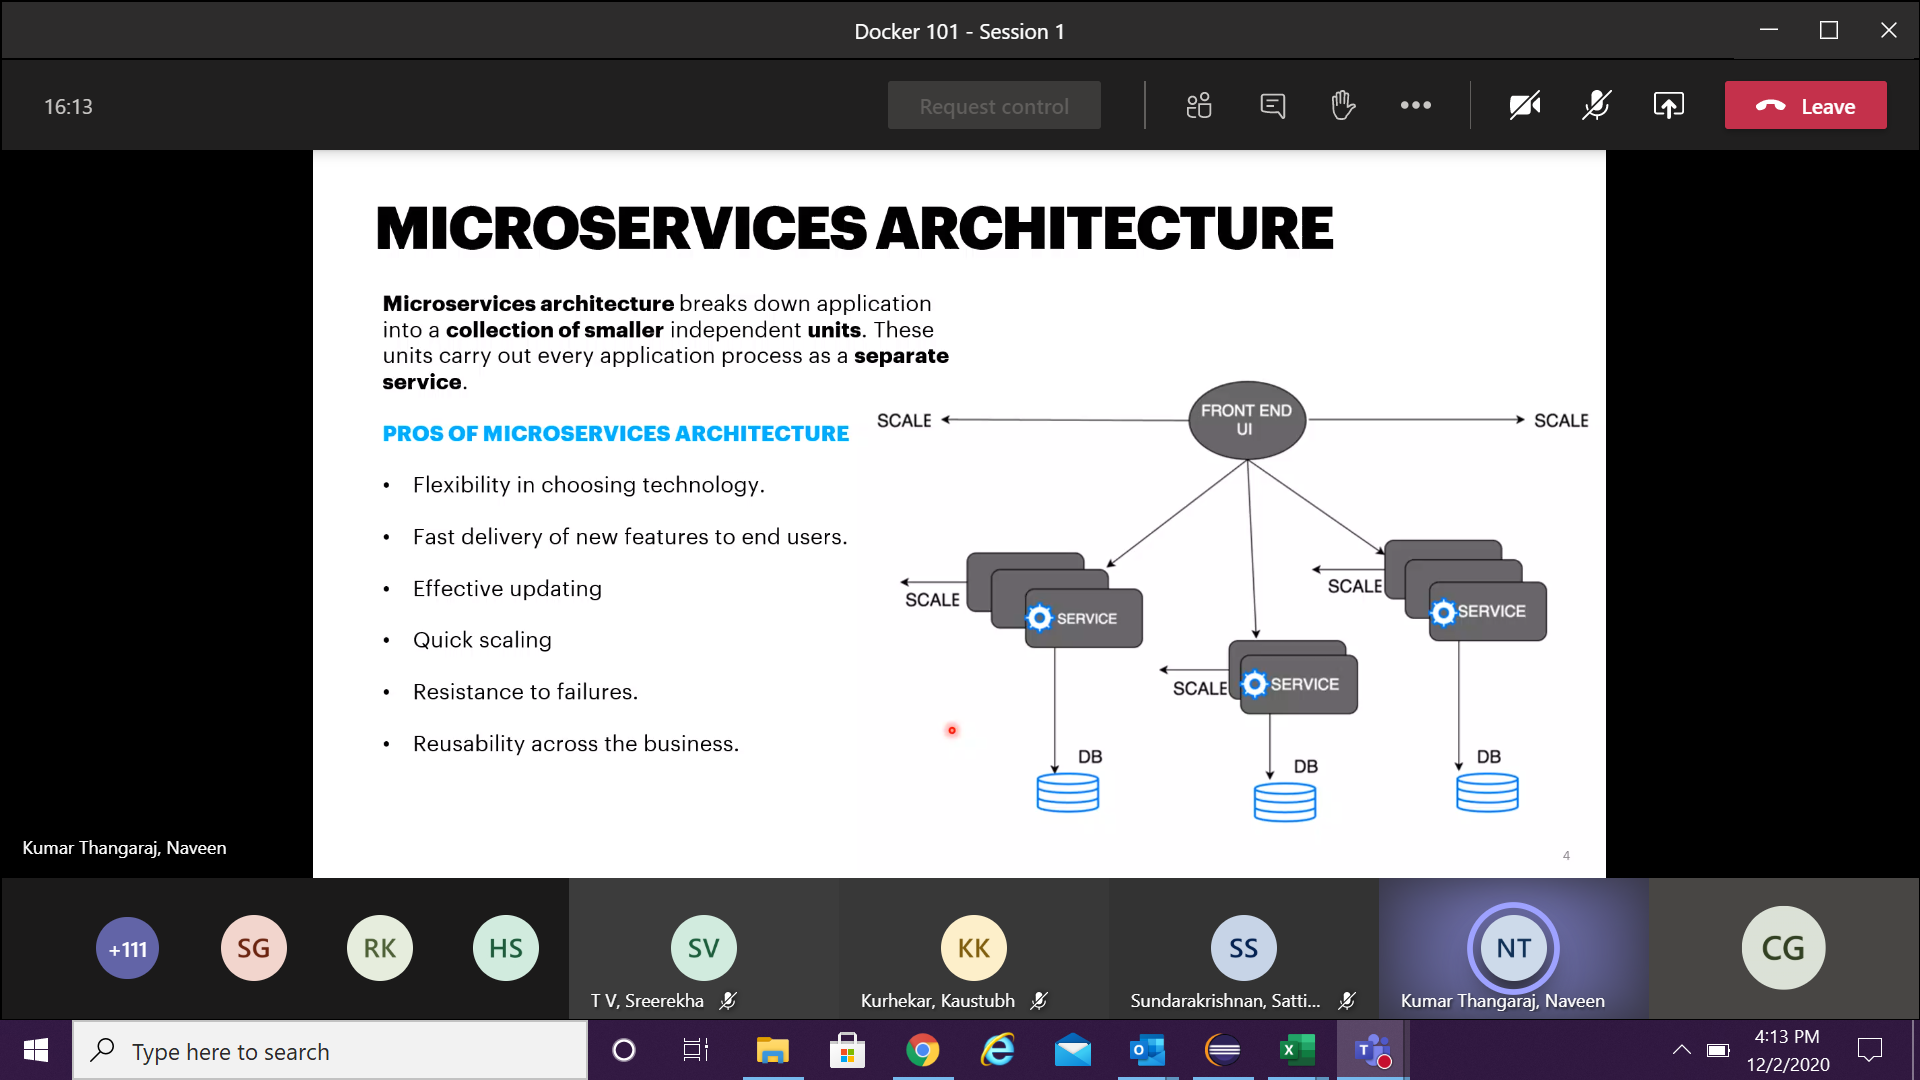 Docker 101 - Session 1
16:13
Request control
Leave
MICROSERVICES ARCHITECTURE
Microservices architecture breaks down application
into a collection of smaller independent units. These
units carry out every application process as a separate
service.
PROS OF MICROSERVICES ARCHITECTURE
• Flexibility in choosing technology.
• Fast delivery of new features to end users.
• Effective updating
• Quick scaling
• Resistance to failures.
• Reusability across the business.
SCALE
FRONT END
UI
SCALE
SCALE
SERVICE
SCALE
SERVICE
SCALE
SERVICE
DB
DB
DB
4
Kumar Thangaraj, Naveen
+111
SG
RK
HS
SV
T V, Sreerekha
KK
Kurhekar, Kaustubh
SS
Sundarakrishnan, Satti...
NT
Kumar Thangaraj, Naveen
CG
Type here to search
4:13 PM
12/2/2020